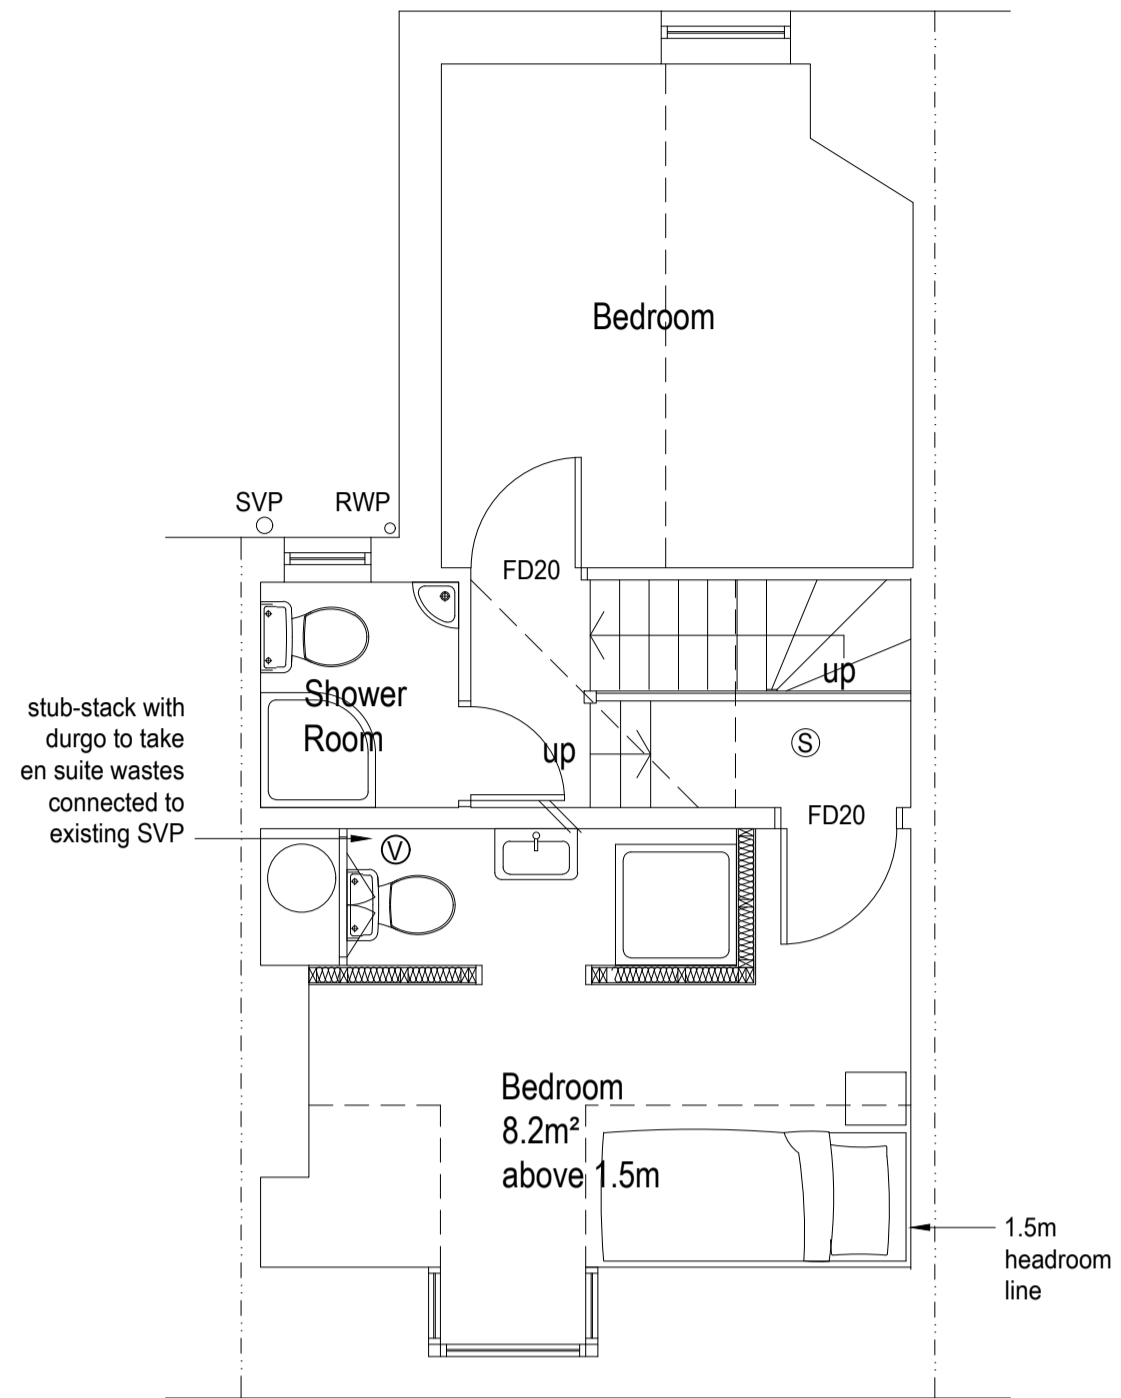 Bedroom
SVP
RWP
FD20
up
Shower
Room
up
S
stub-stack with
durgo to take
en suite wastes
connected to
existing SVP
FD20
V
Bedroom
8.2m²
above 1.5m
1.5m
headroom
line